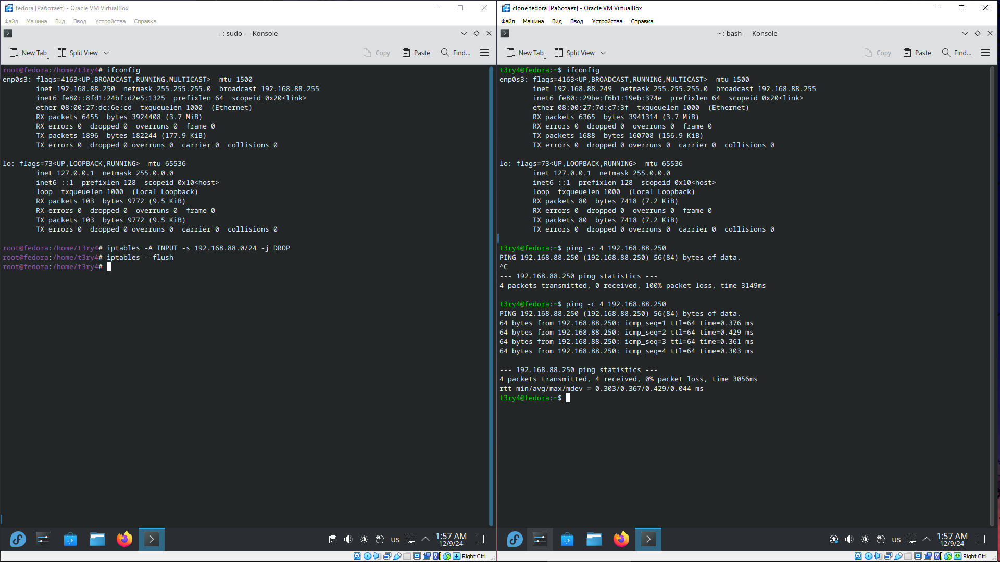 fedora [Работает] - Oracle VM VirtualBox
Файл Машина Вид Ввод Устройства Справка
- : sudo — Konsole
New Tab Split View Copy Paste Find...
root@fedora:/home/t3ry4# ifconfig
enp0s3: flags=4163<UP,BROADCAST,RUNNING,MULTICAST>  mtu 1500
        inet 192.168.88.250  netmask 255.255.255.0  broadcast 192.168.88.255
        inet6 fe80::8fd1:24bf:d2e5:1325  prefixlen 64  scopeid 0x20<link>
        ether 08:00:27:dc:6e:cd  txqueuelen 1000  (Ethernet)
        RX packets 6455  bytes 3924408 (3.7 MiB)
        RX errors 0  dropped 0  overruns 0  frame 0
        TX packets 1896  bytes 182244 (177.9 KiB)
        TX errors 0  dropped 0 overruns 0  carrier 0  collisions 0
lo: flags=73<UP,LOOPBACK,RUNNING>  mtu 65536
        inet 127.0.0.1  netmask 255.0.0.0
        inet6 ::1  prefixlen 128  scopeid 0x10<host>
        loop  txqueuelen 1000  (Local Loopback)
        RX packets 103  bytes 9772 (9.5 KiB)
        RX errors 0  dropped 0  overruns 0  frame 0
        TX packets 103  bytes 9772 (9.5 KiB)
        TX errors 0  dropped 0 overruns 0  carrier 0  collisions 0
root@fedora:/home/t3ry4# iptables -A INPUT -s 192.168.88.0/24 -j DROP
root@fedora:/home/t3ry4# iptables --flush
root@fedora:/home/t3ry4#
us 1:57 AM
12/9/24
Right Ctrl
clone fedora [Работает] - Oracle VM VirtualBox
Файл Машина Вид Ввод Устройства Справка
~ : bash — Konsole
New Tab Split View Copy Paste Find...
t3ry4@fedora:~$ ifconfig
enp0s3: flags=4163<UP,BROADCAST,RUNNING,MULTICAST>  mtu 1500
        inet 192.168.88.249  netmask 255.255.255.0  broadcast 192.168.88.255
        inet6 fe80::29be:f6b1:19eb:374e  prefixlen 64  scopeid 0x20<link>
        ether 08:00:27:7d:c7:3f  txqueuelen 1000  (Ethernet)
        RX packets 6365  bytes 3941314 (3.7 MiB)
        RX errors 0  dropped 0  overruns 0  frame 0
        TX packets 1688  bytes 160708 (156.9 KiB)
        TX errors 0  dropped 0 overruns 0  carrier 0  collisions 0
lo: flags=73<UP,LOOPBACK,RUNNING>  mtu 65536
        inet 127.0.0.1  netmask 255.0.0.0
        inet6 ::1  prefixlen 128  scopeid 0x10<host>
        loop  txqueuelen 1000  (Local Loopback)
        RX packets 80  bytes 7418 (7.2 KiB)
        RX errors 0  dropped 0  overruns 0  frame 0
        TX packets 80  bytes 7418 (7.2 KiB)
        TX errors 0  dropped 0 overruns 0  carrier 0  collisions 0
t3ry4@fedora:~$ ping -c 4 192.168.88.250
PING 192.168.88.250 (192.168.88.250) 56(84) bytes of data.
^C
--- 192.168.88.250 ping statistics ---
4 packets transmitted, 0 received, 100% packet loss, time 3149ms
t3ry4@fedora:~$ ping -c 4 192.168.88.250
PING 192.168.88.250 (192.168.88.250) 56(84) bytes of data.
64 bytes from 192.168.88.250: icmp_seq=1 ttl=64 time=0.376 ms
64 bytes from 192.168.88.250: icmp_seq=2 ttl=64 time=0.429 ms
64 bytes from 192.168.88.250: icmp_seq=3 ttl=64 time=0.361 ms
64 bytes from 192.168.88.250: icmp_seq=4 ttl=64 time=0.303 ms
--- 192.168.88.250 ping statistics ---
4 packets transmitted, 4 received, 0% packet loss, time 3056ms
rtt min/avg/max/mdev = 0.303/0.367/0.429/0.044 ms
t3ry4@fedora:~$
us 1:57 AM
12/9/24
Right Ctrl